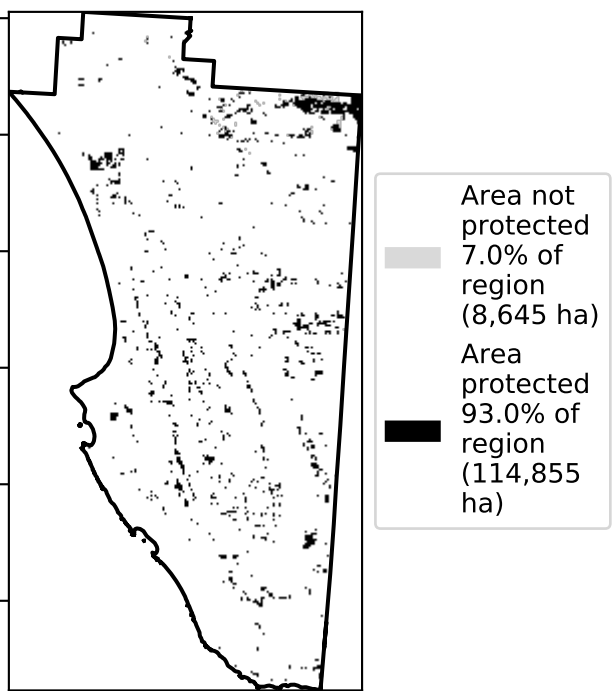 Area not
protected
7.0% of
region
(8,645 ha)
Area
protected
93.0% of
region
(114,855
ha)